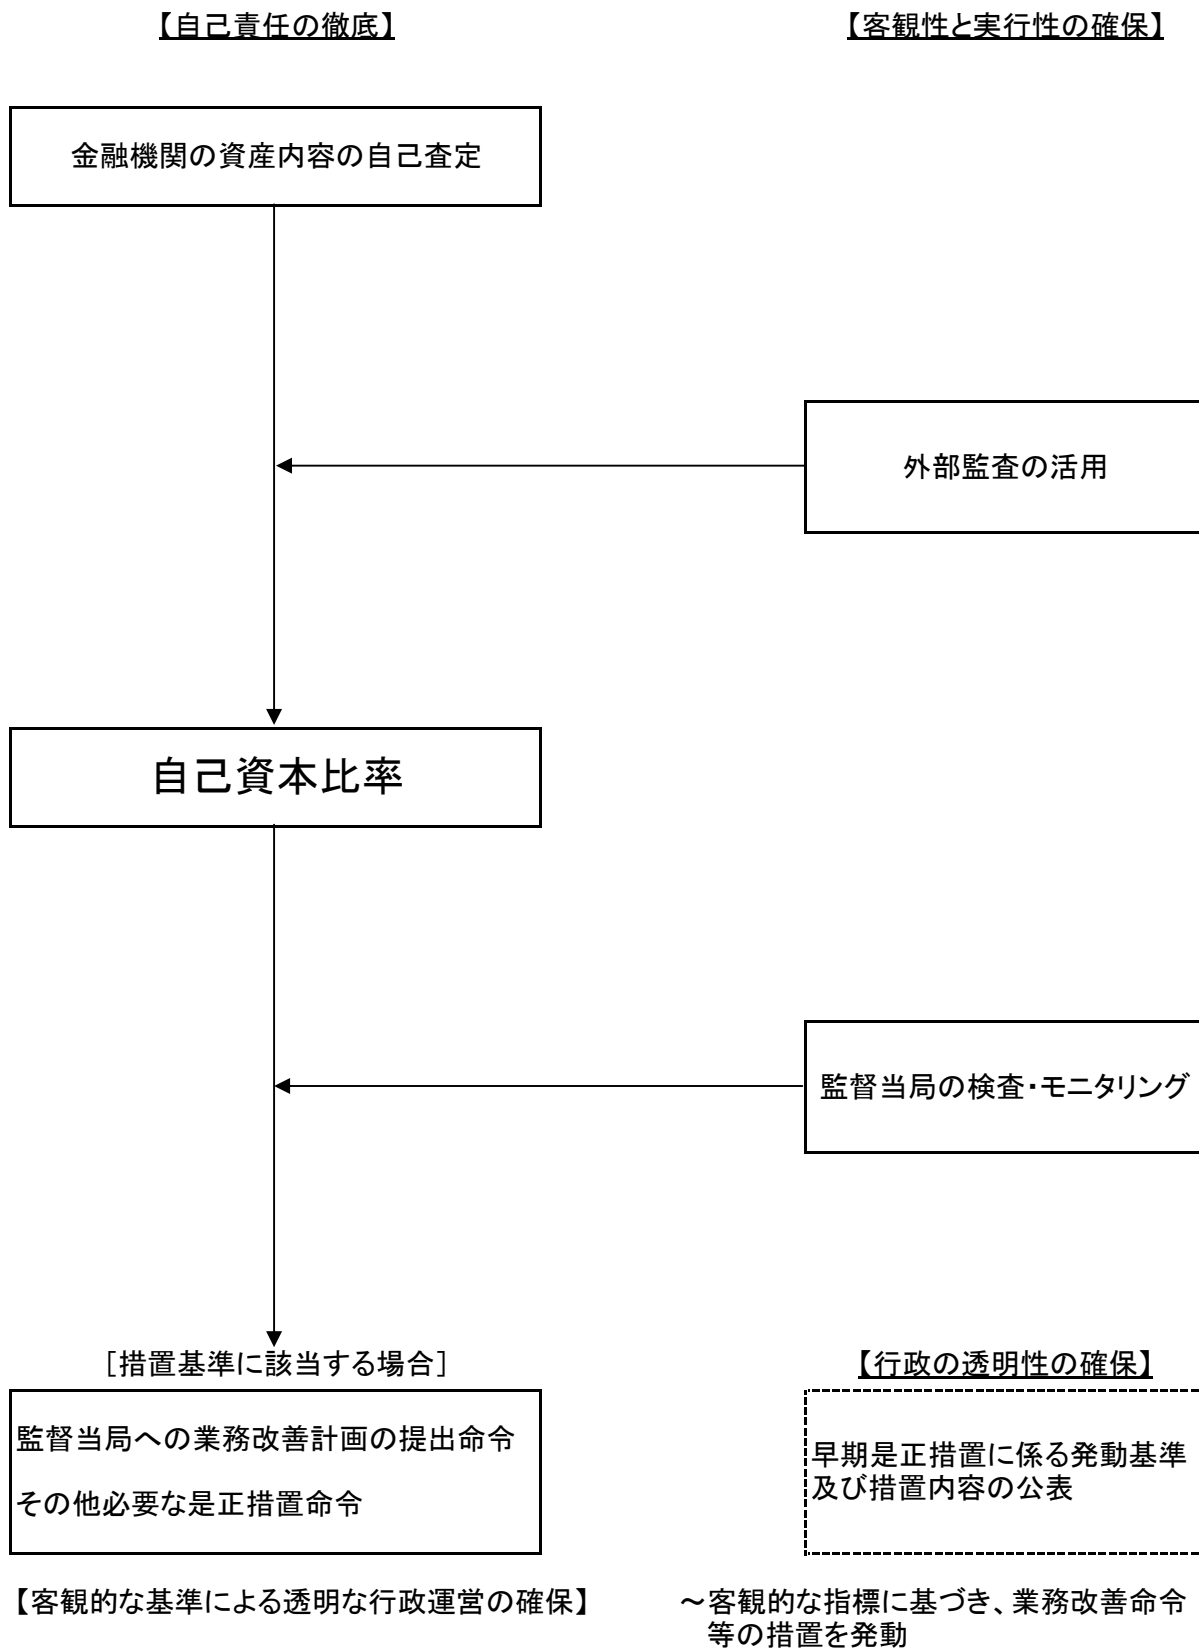 【自己責任の徹底】
【客観性と実行性の確保】
金融機関の資産内容の自己査定
外部監査の活用
自己資本比率
監督当局の検査・モニタリング
［措置基準に該当する場合］
監督当局への業務改善計画の提出命令
その他必要な是正措置命令
【行政の透明性の確保】
早期是正措置に係る発動基準
及び措置内容の公表
【客観的な基準による透明な行政運営の確保】
～客観的な指標に基づき、業務改善命令
等の措置を発動